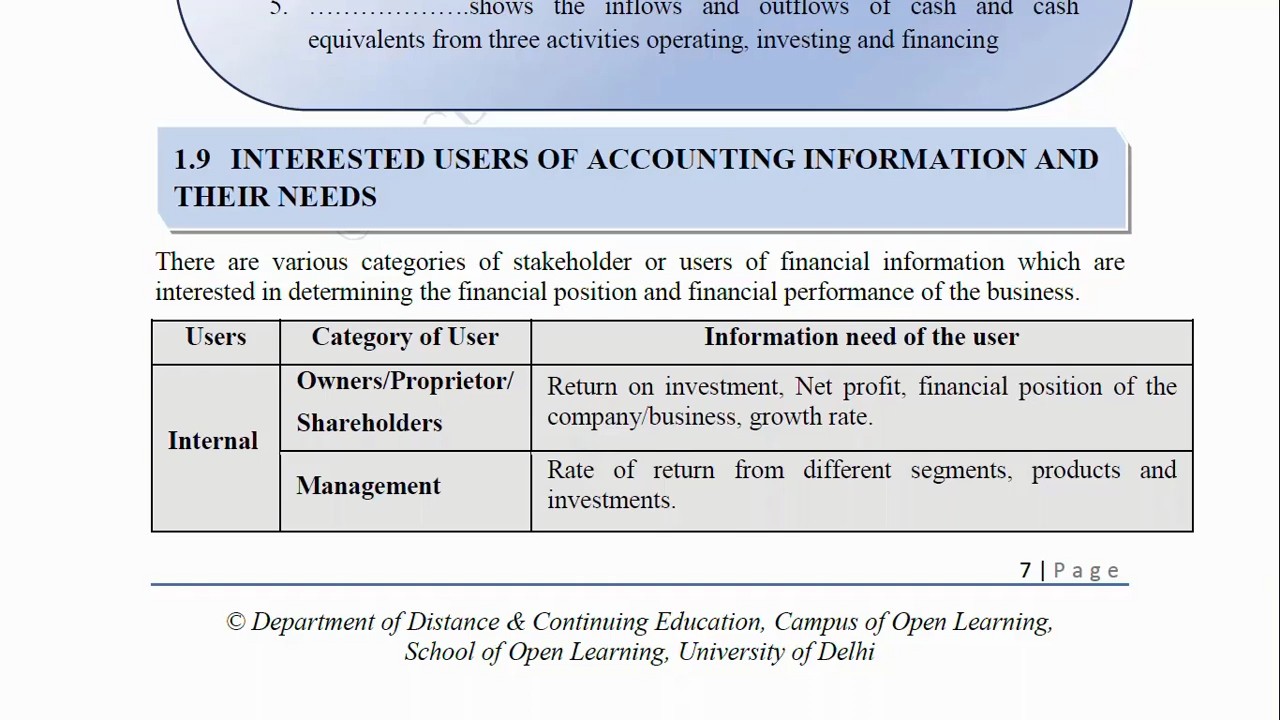 5. ……………….shows the inflows and outflows of cash and cash
equivalents from three activities operating, investing and financing
1.9 INTERESTED USERS OF ACCOUNTING INFORMATION AND
THEIR NEEDS
There are various categories of stakeholder or users of financial information which are
interested in determining the financial position and financial performance of the business.
Users
Category of User
Information need of the user
Internal
Owners/Proprietor/
Shareholders
Return on investment, Net profit, financial position of the
company/business, growth rate.
Management
Rate of return from different segments, products and
investments.
7 | Page
© Department of Distance & Continuing Education, Campus of Open Learning,
School of Open Learning, University of Delhi